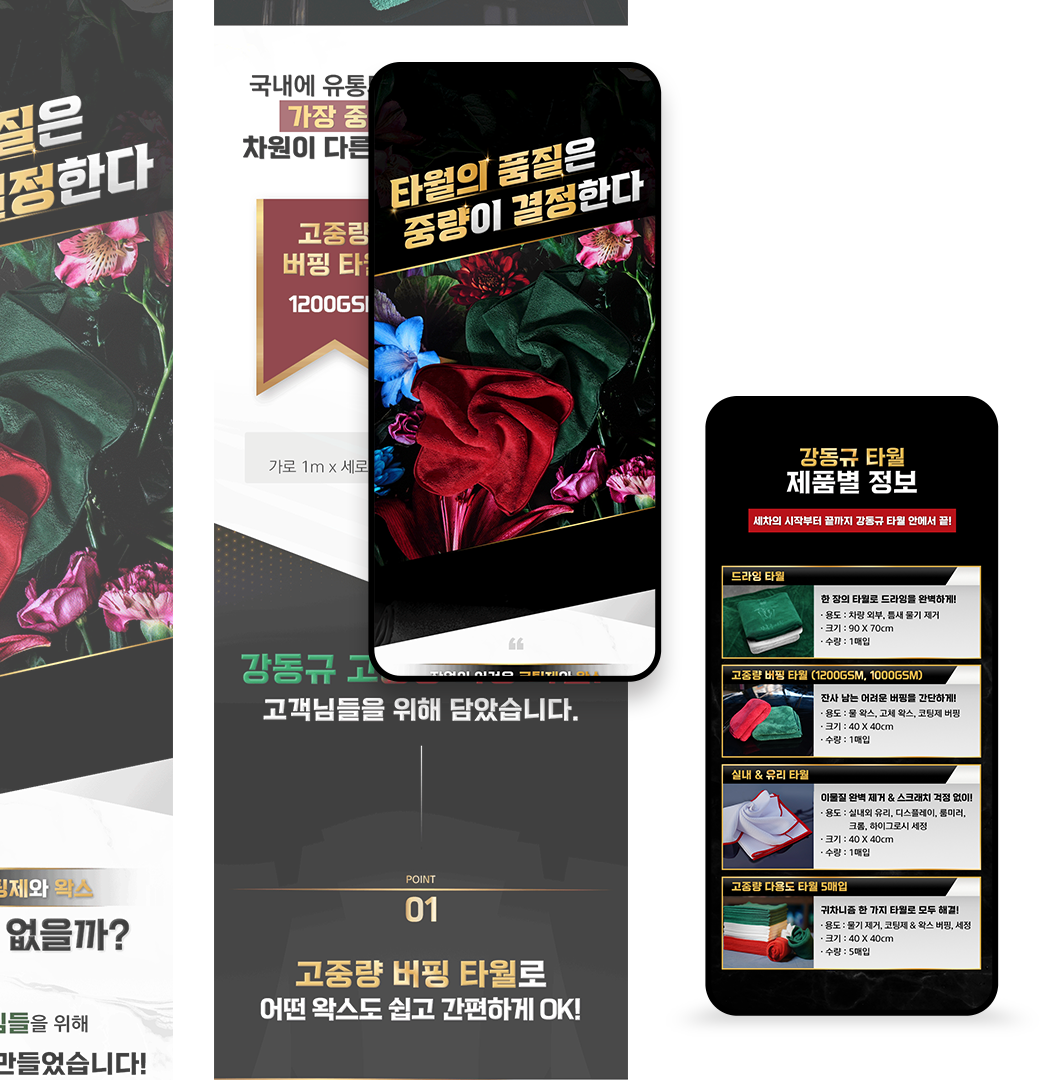 질은
결정한다
팅제와 왁스
없을까?
님들을 위해
만들었습니다!
국내에 유통
가장 중
차원이 다른
고중량
버핑 타월
1200GSM
가로 1m x 세로
강동규 고
고객님들을 위해 담았습니다.
POINT
01
고중량 버핑 타월로
어떤 왁스도 쉽고 간편하게 OK!
타월의 품질은
중량이 결정한다
강동규 타월
제품별 정보
세차의 시작부터 끝까지 강동규 타월 안에서 끝!
드라잉 타월
한 장의 타월로 드라잉을 완벽하게!
· 용도 : 차량 외부, 틈새 물기 제거
· 크기 : 90 X 70cm
· 수량 : 1매입
고중량 버핑 타월 (1200GSM, 1000GSM)
잔사 남는 어려운 버핑을 간단하게!
· 용도 : 물 왁스, 고체 왁스, 코팅제 버핑
· 크기 : 40 X 40cm
· 수량 : 1매입
실내 & 유리 타월
이물질 완벽 제거 & 스크래치 걱정 없이!
· 용도 : 실내외 유리, 디스플레이, 룸미러,
크롬, 하이그로시 세정
· 크기 : 40 X 40cm
· 수량 : 1매입
고중량 다용도 타월 5매입
귀차니즘 한 가지 타월로 모두 해결!
· 용도 : 물기 제거, 코팅제 & 왁스 버핑, 세정
· 크기 : 40 X 40cm
· 수량 : 5매입